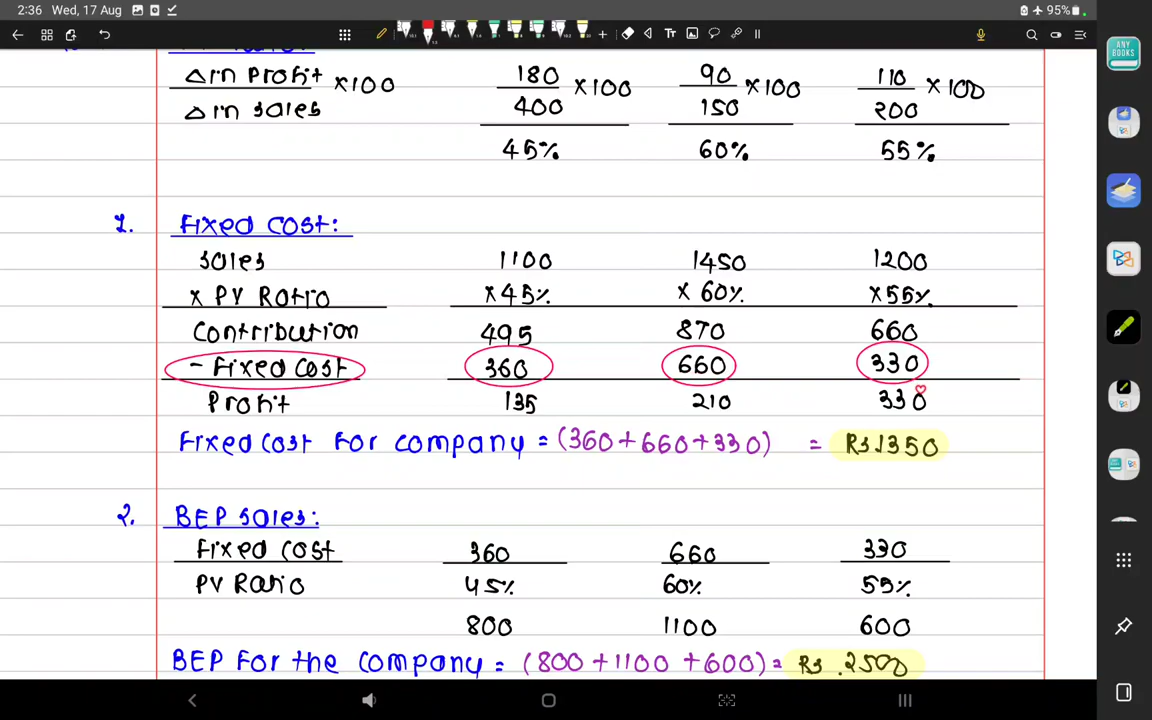 2:36 Wed, 17 Aug 95%
Δin Profit ×100 180 ×100 90 ×100 110 ×100
Δin sales 400 150 200
45% 60% 55%
1. Fixed Cost:
Sales 1100 1450 1200
× PV Ratio ×45% × 60% ×55%
Contribution 495 870 660
- Fixed Cost 360 660 330
Profit 135 210 330
Fixed Cost For company = (360+660+330) = Rs.1350
2. BEP Sales:
Fixed Cost 360 660 330
PV Ratio 45% 60% 55%
800 1100 600
BEP For the company = (800 +1100 +600) = Rs .2500
ANY BOOKS